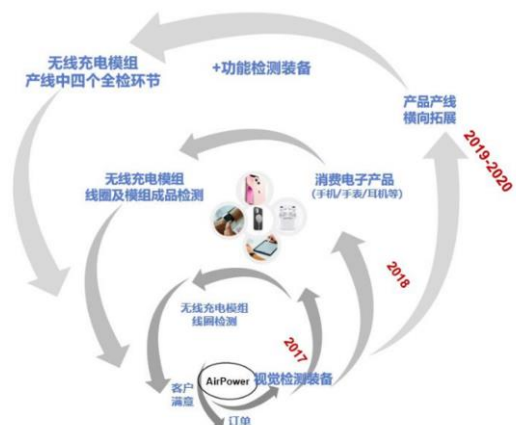 无线充电模组
产线中四个全检环节
+功能检测装备
产品产线
横向拓展
2019-2020
无线充电模组
线圈及模组成品检测
消费电子产品
(手机/手表/耳机等)
2018
无线充电模组
线圈检测
2017
AirPower
视觉检测装备
客户
满意
订单